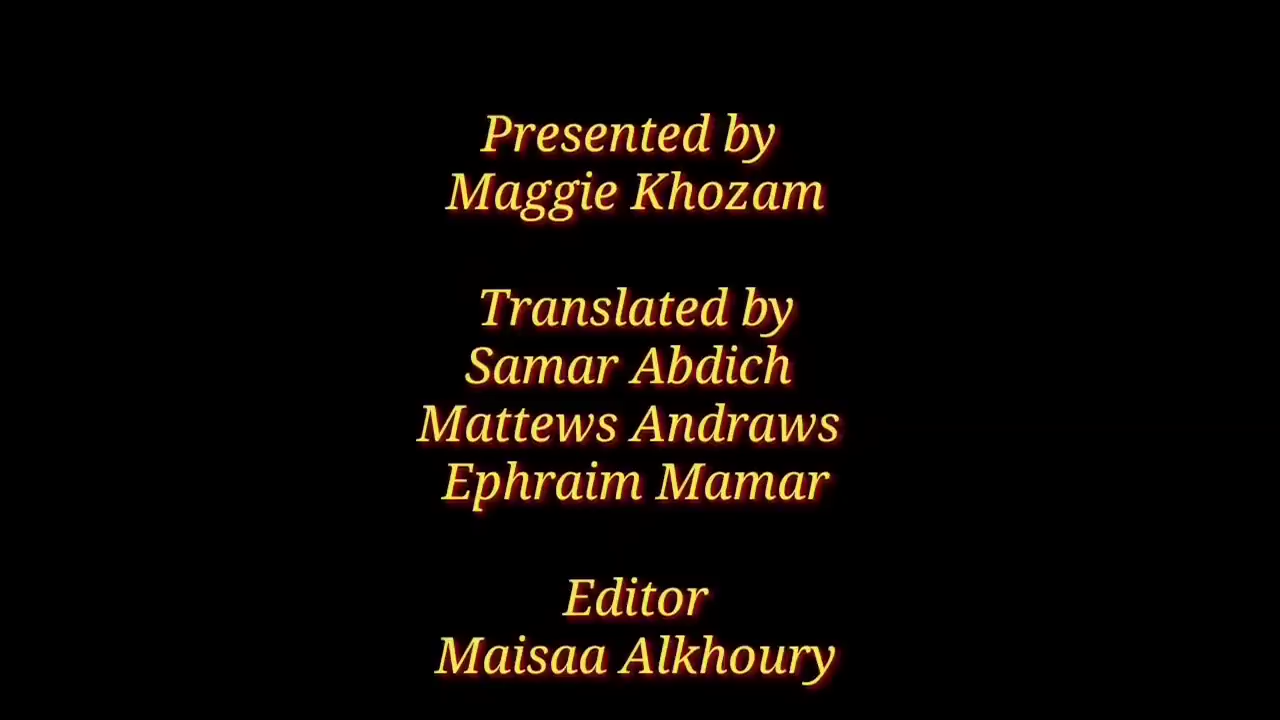 Presented by
Maggie Khozam
Translated by
Samar Abdich
Mattews Andraws
Ephraim Mamar
Editor
Maisaa Alkhoury